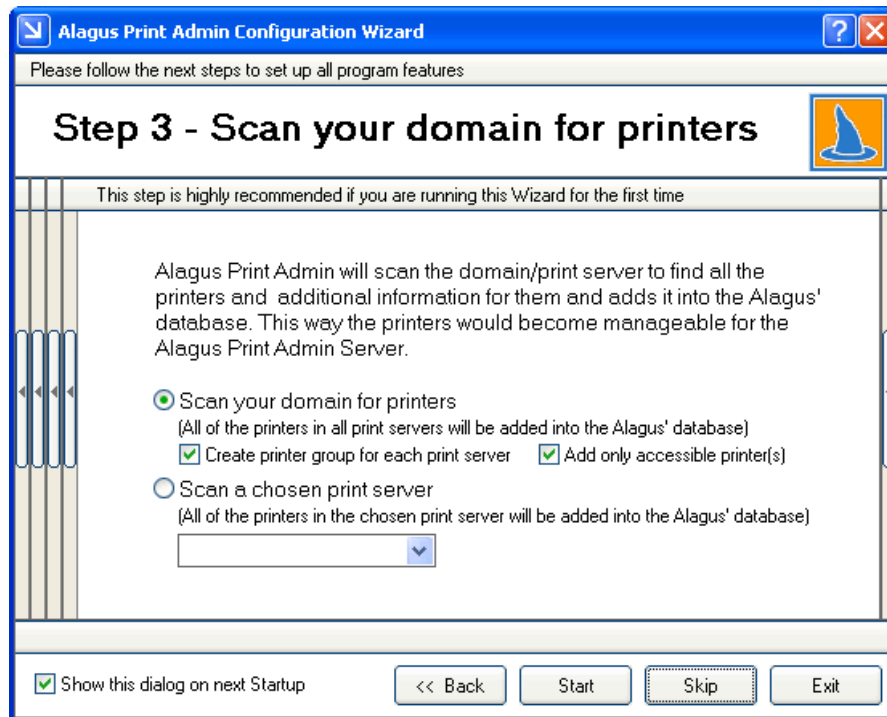 Alagus Print Admin Configuration Wizard
Please follow the next steps to set up all program features
Step 3 - Scan your domain for printers
This step is highly recommended if you are running this Wizard for the first time
Alagus Print Admin will scan the domain/print server to find all the
printers and  additional information for them and adds it into the Alagus'
database. This way the printers would become manageable for the
Alagus Print Admin Server.
Scan your domain for printers
(All of the printers in all print servers will be added into the Alagus' database)
Create printer group for each print server Add only accessible printer(s)
Scan a chosen print server
(All of the printers in the chosen print server will be added into the Alagus' database)
Show this dialog on next Startup << Back Start Skip Exit